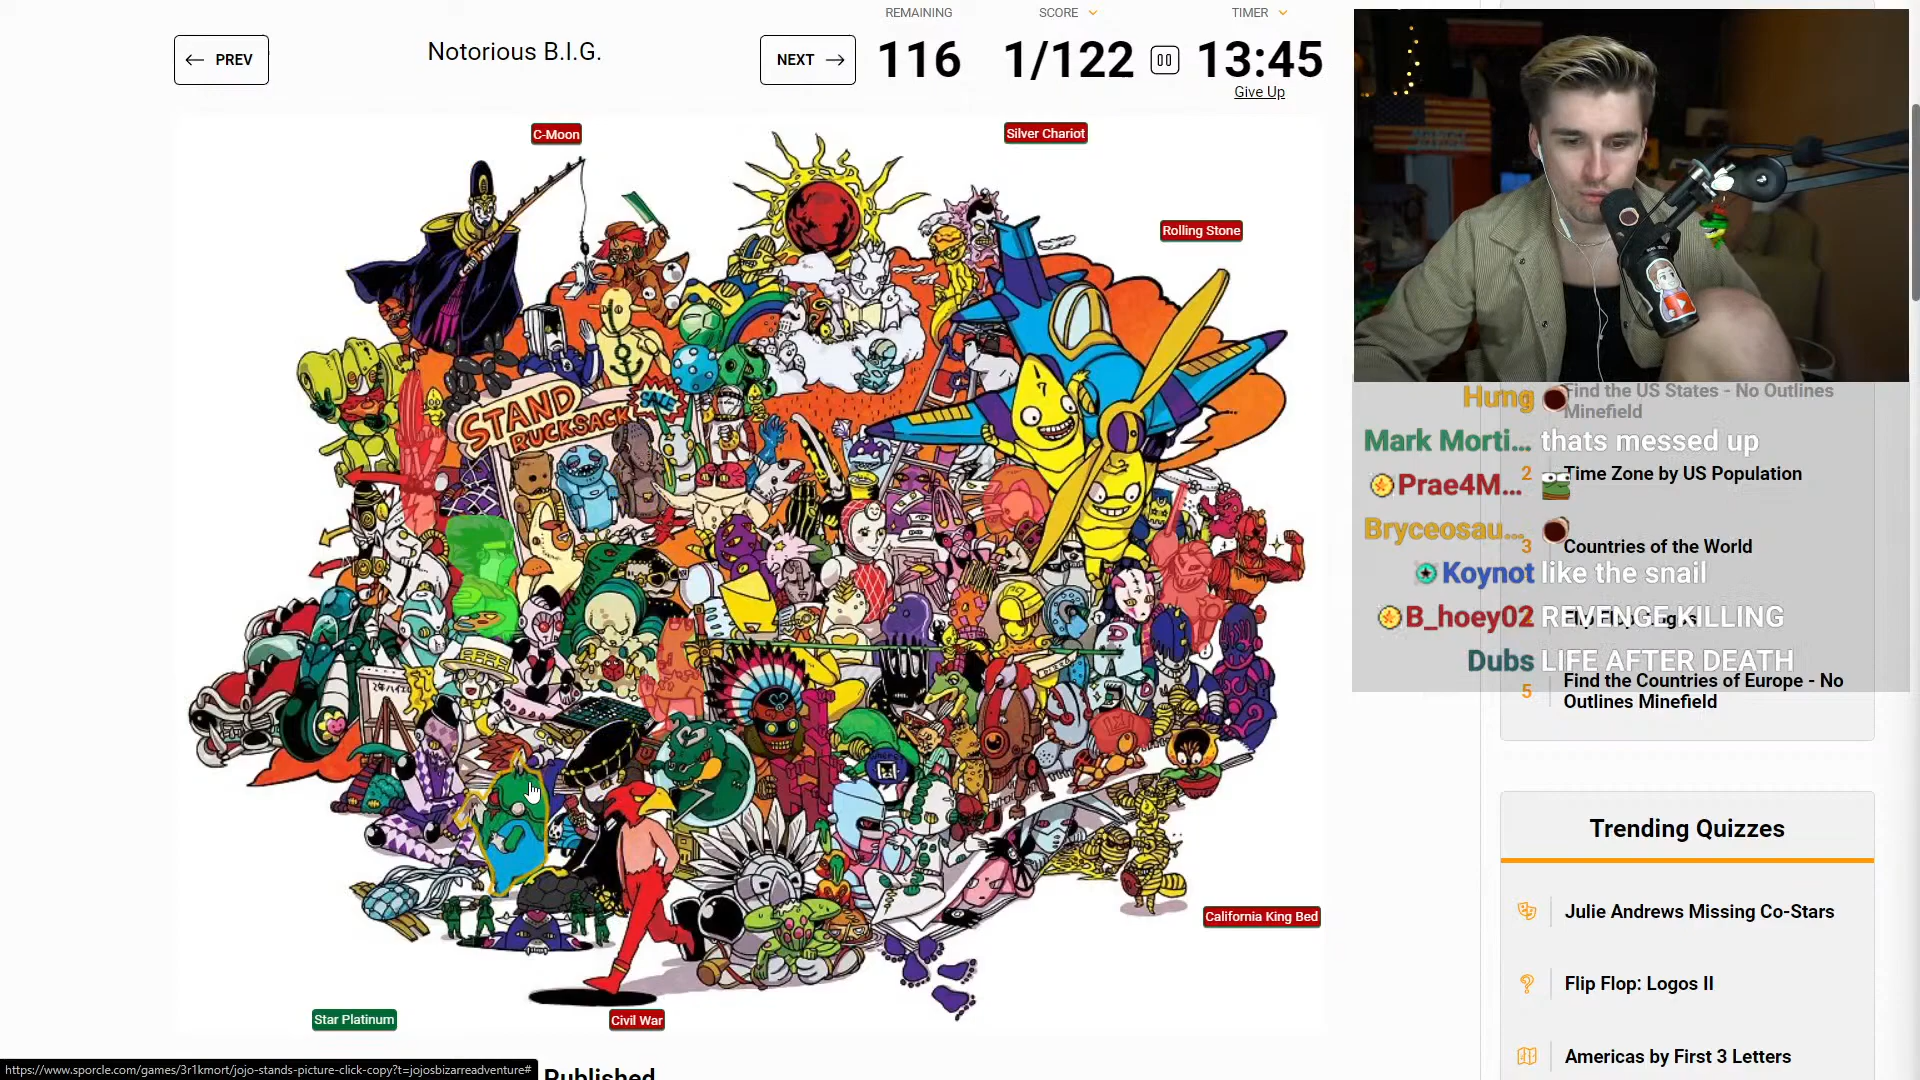 REMAINING
SCORE
TIMER
← PREV
Notorious B.I.G.
NEXT →
116
1/122
13:45
Give Up
C-Moon
Silver Chariot
Rolling Stone
STAND
RUCKSACK
SALE
California King Bed
Star Platinum
Civil War
Hung
Find the US States - No Outlines
Minefield
Mark Morti... thats messed up
2 Time Zone by US Population
Prae4M...
Bryceosau...
3 Countries of the World
Koynot like the snail
B_hoey02 REVENGE KILLING
Dubs LIFE AFTER DEATH
5 Find the Countries of Europe - No
Outlines Minefield
Trending Quizzes
Julie Andrews Missing Co-Stars
Flip Flop: Logos II
Americas by First 3 Letters
https://www.sporcle.com/games/3r1kmort/jojo-stands-picture-click-copy?t=jojosbizarreadventure#
Published